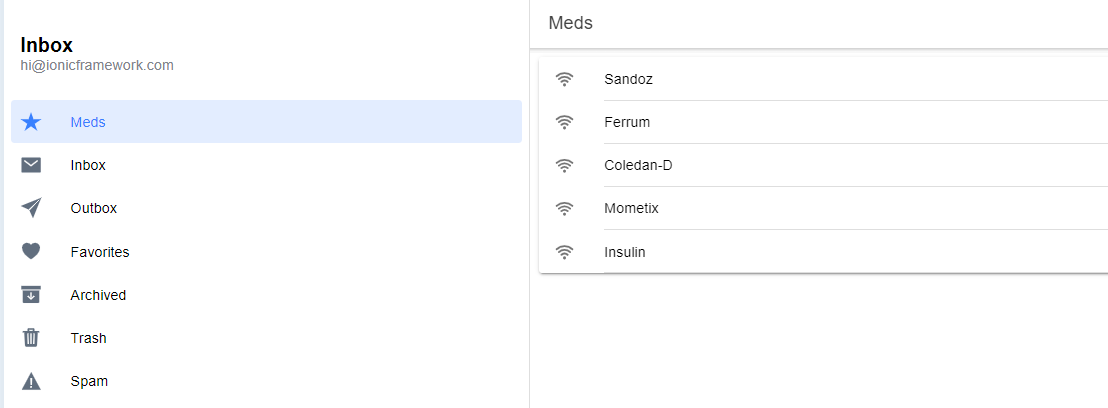 Inbox
hi@ionicframework.com
Meds
Inbox
Outbox
Favorites
Archived
Trash
Spam
Meds
Sandoz
Ferrum
Coledan-D
Mometix
Insulin